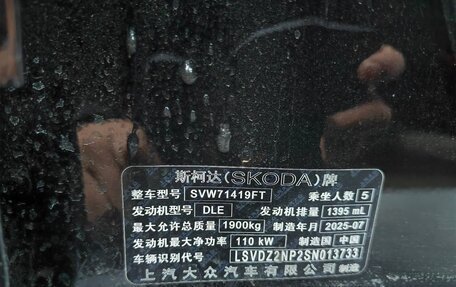 斯柯达(SKODA)牌
整车型号 SVW71419FT 乘坐人数 5
发动机型号 DLE 发动机排量 1395 mL
最大允许总质量 1900kg 制造年月 2025-07
发动机最大净功率 110 kW 制造国 中国
车辆识别代号 LSVDZ2NP2SN013733
上汽大众汽车有限公司 制造